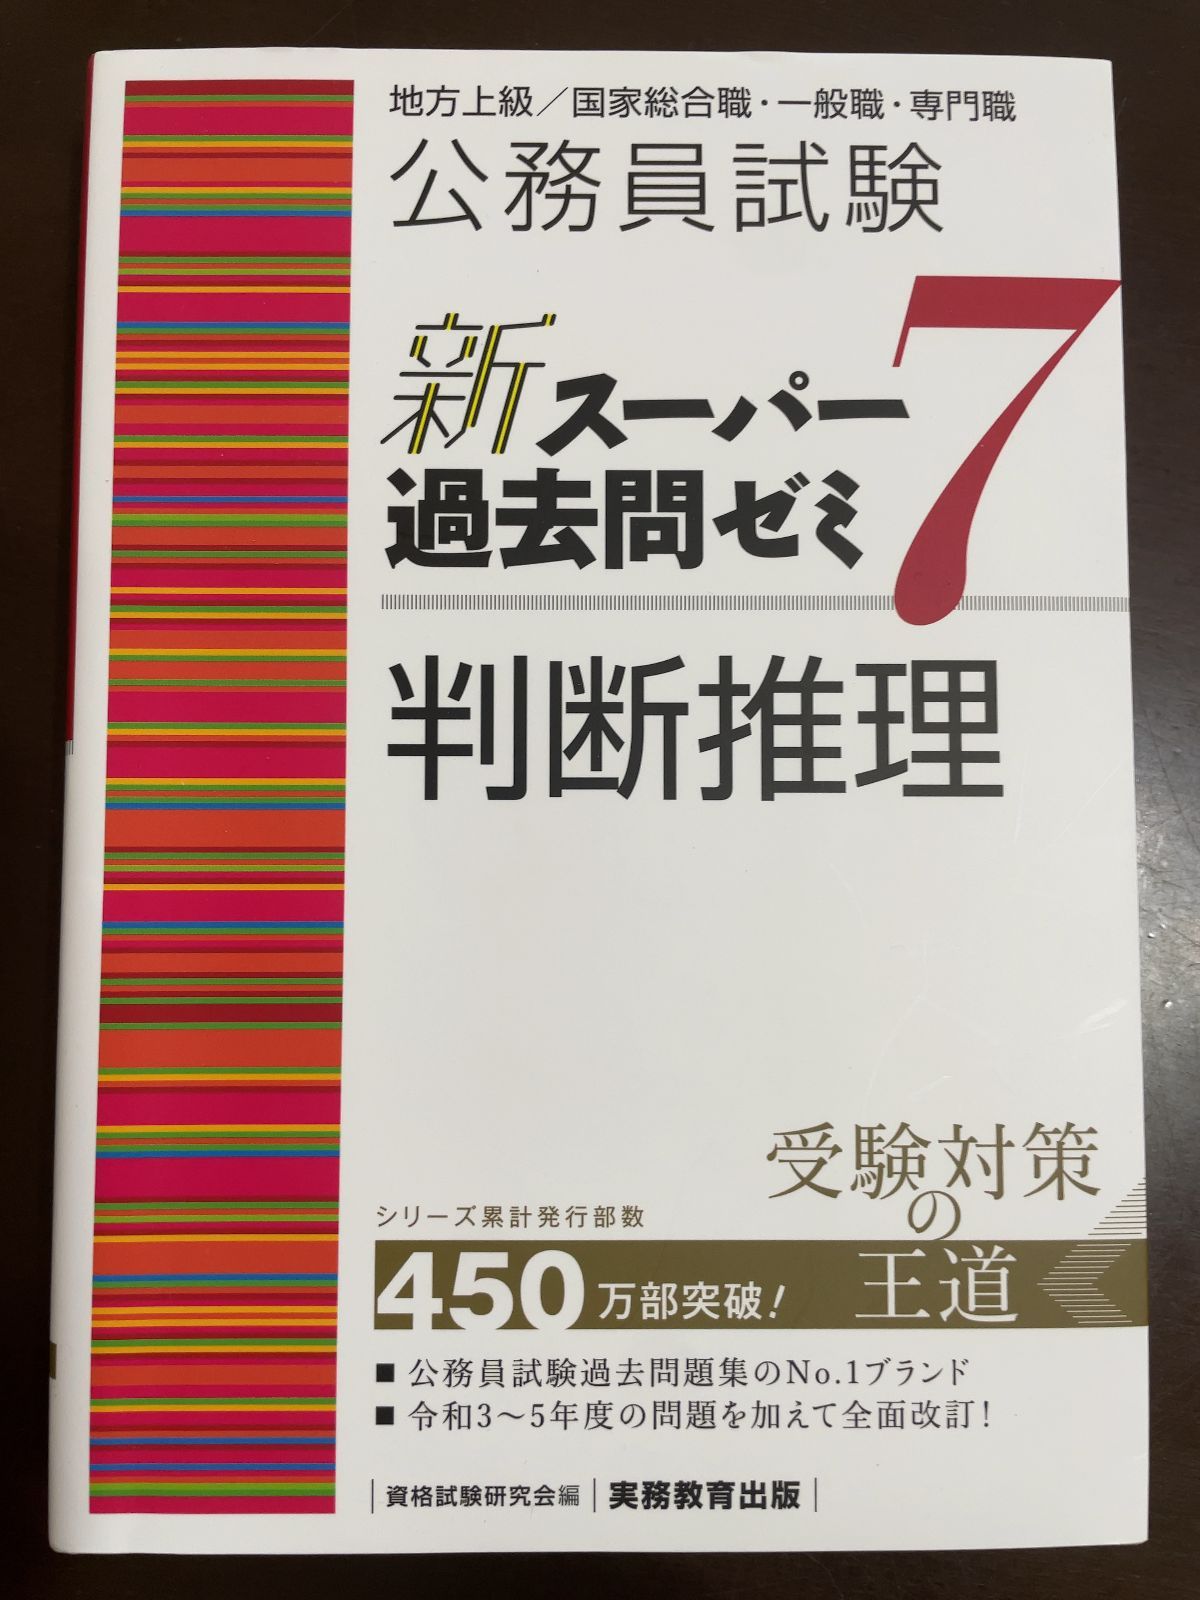 地方上級／国家総合職・一般職・専門職
公務員試験
新スーパー
過去問ゼミ7
判断推理
受験対策
の
王道
シリーズ累計発行部数
450万部突破!
■ 公務員試験過去問題集のNo.1ブランド
■ 令和3～5年度の問題を加えて全面改訂!
|資格試験研究会編|実務教育出版|